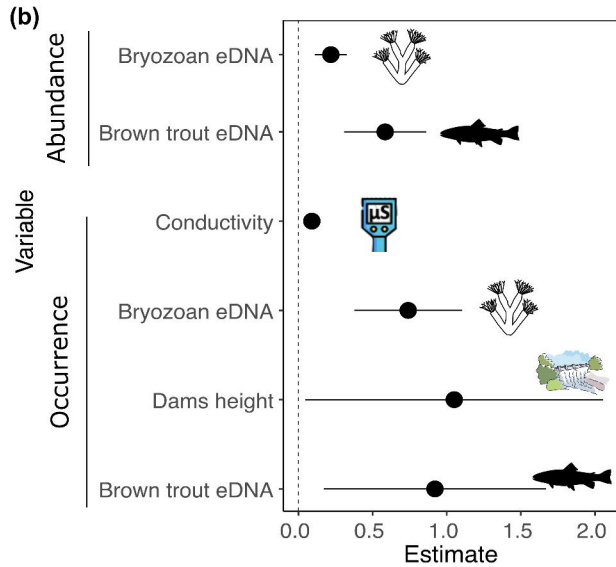 (b)
Variable
Abundance
Bryozoan eDNA
Brown trout eDNA
Occurrence
Conductivity
µS
Bryozoan eDNA
Dams height
Brown trout eDNA
0.0 0.5 1.0 1.5 2.0
Estimate